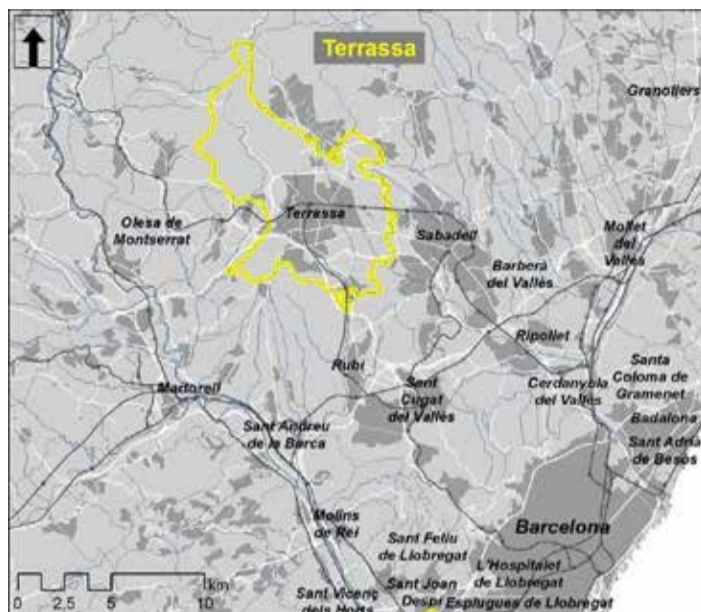 Terrassa
Granollers
Olesa de
Montserrat
Terrassa
Sabadell
Mollet
del
Vallès
Barberà
del Vallès
Ripollet
Rubí
Sant
Cugat
del Vallès
Cerdanyola
del Vallès
Santa
Coloma de
Gramenet
Martorell
Badalona
Sant Andreu
de la Barca
Sant Adrià
de Besòs
Molins
de Rei
Barcelona
Sant Feliu
de Llobregat
L'Hospitalet
de Llobregat
Sant Vicenç
dels Horts
Sant Joan
Despí
Esplugues de Llobregat
km
0 2,5 5 10